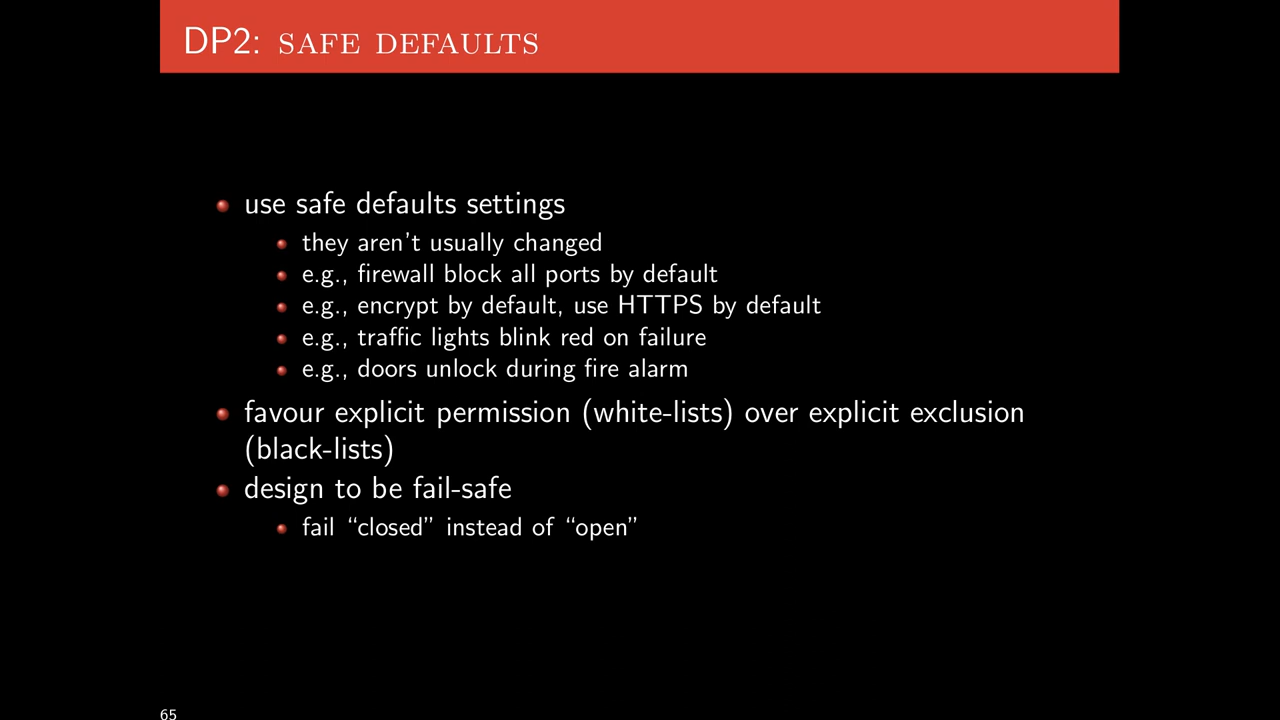 DP2: SAFE DEFAULTS
use safe defaults settings
they aren't usually changed
e.g., firewall block all ports by default
e.g., encrypt by default, use HTTPS by default
e.g., traffic lights blink red on failure
e.g., doors unlock during fire alarm
favour explicit permission (white-lists) over explicit exclusion
(black-lists)
design to be fail-safe
fail “closed” instead of “open”
65